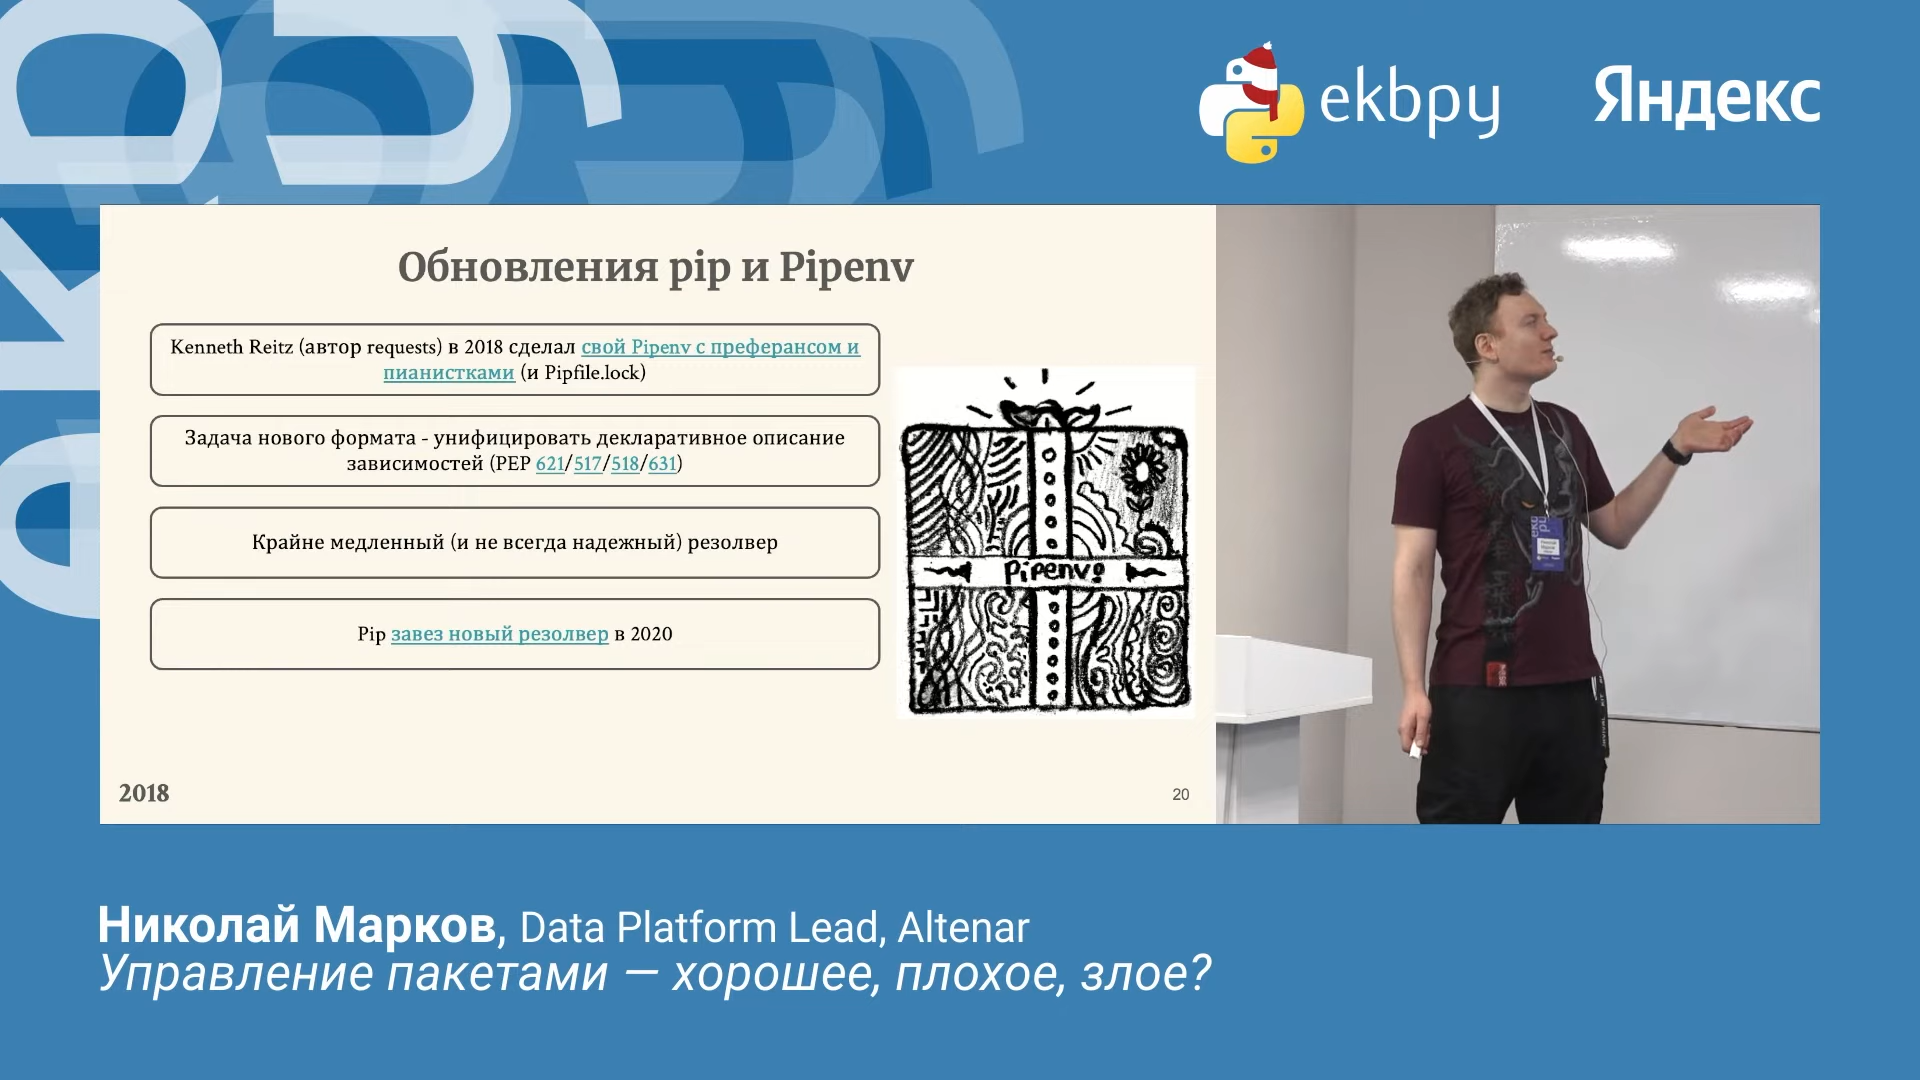 ekbpy
Яндекс
Обновления pip и Pipenv
Kenneth Reitz (автор requests) в 2018 сделал свой Pipenv с преферансом и
пианистками (и Pipfile.lock)
Задача нового формата - унифицировать декларативное описание
зависимостей (PEP 621/517/518/631)
Крайне медленный (и не всегда надежный) резолвер
Pip завез новый резолвер в 2020
pipenv!
2018
20
Николай Марков, Data Platform Lead, Altenar
Управление пакетами — хорошее, плохое, злое?